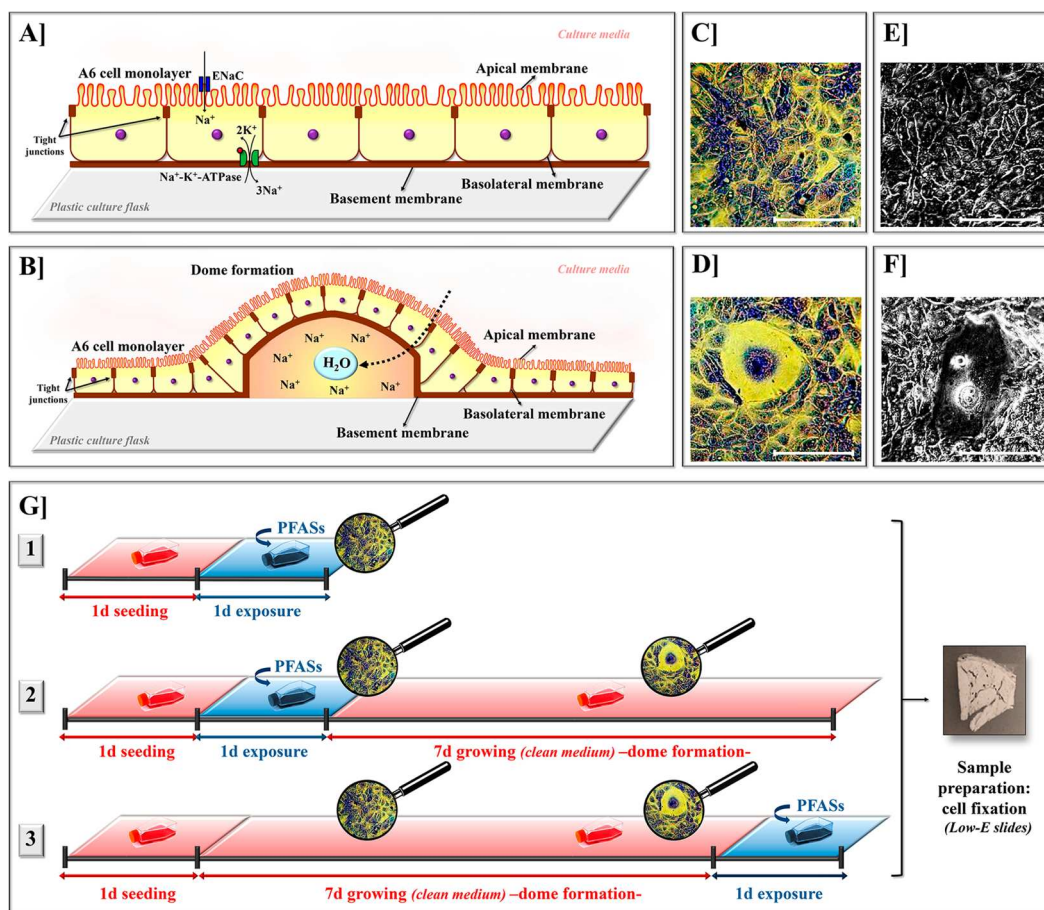 A]
Culture media
A6 cell monolayer
ENaC
Apical membrane
Na⁺
Tight
junctions
2K⁺
Na⁺-K⁺-ATPase
3Na⁺
Basolateral membrane
Basement membrane
Plastic culture flask
B]
Dome formation
Culture media
A6 cell monolayer
Apical membrane
Na⁺
Na⁺ Na⁺
H₂O
Na⁺ Na⁺
Na⁺ Na⁺
Na⁺
Tight
junctions
Basolateral membrane
Basement membrane
Plastic culture flask
C]
E]
D]
F]
G]
1
PFASs
1d seeding
1d exposure
2
PFASs
1d seeding
1d exposure
7d growing (clean medium) –dome formation-
3
PFASs
1d seeding
7d growing (clean medium) –dome formation-
1d exposure
Sample
preparation:
cell fixation
(Low-E slides)